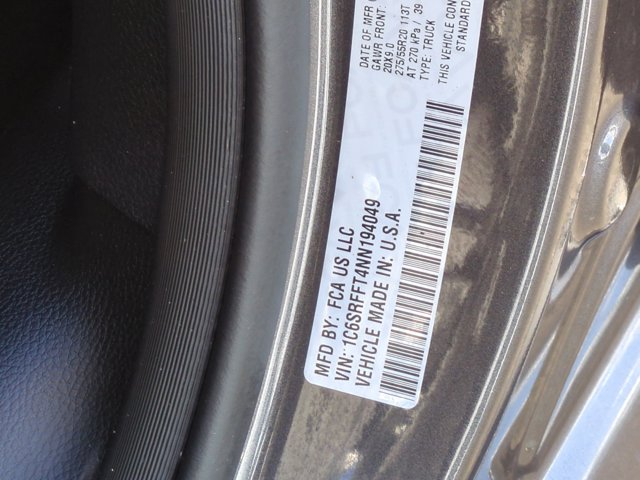 MFD BY: FCA US LLC
VIN: 1C6SRFFT4NN194049
VEHICLE MADE IN: U.S.A.
DATE OF MFR
GAWR FRONT:
20X9.0
275/55R20 113T
AT 270 kPa / 39
TYPE: TRUCK
THIS VEHICLE CON
STANDARD